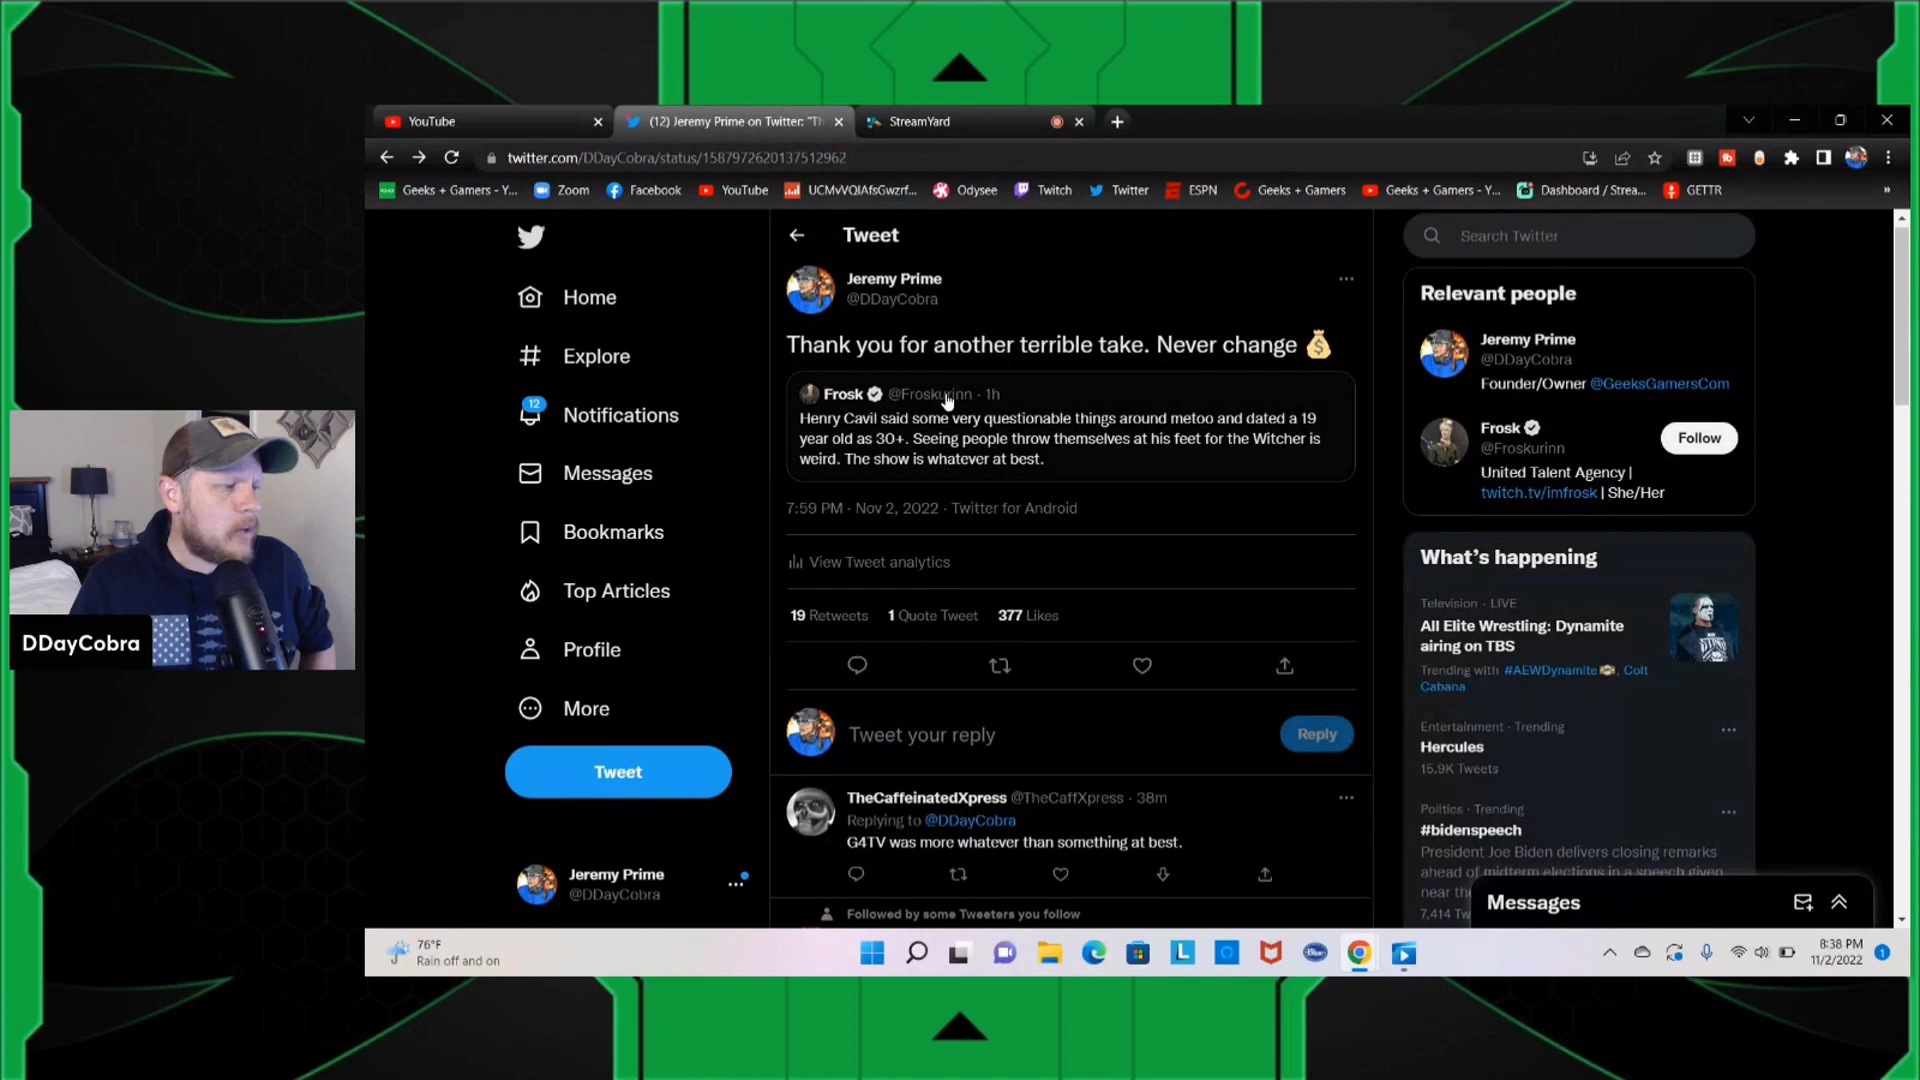 YouTube
(12) Jeremy Prime on Twitter: "Th
StreamYard
twitter.com/DDayCobra/status/1587972620137512962
Geeks + Gamers - Y...
Zoom
Facebook
YouTube
UCMvVQIAfsGwzrf...
Odysee
Twitch
Twitter
ESPN
Geeks + Gamers
Geeks + Gamers - Y...
Dashboard / Strea...
GETTR
»
Home
Explore
12
Notifications
Messages
Bookmarks
Top Articles
Profile
More
Tweet
Jeremy Prime
@DDayCobra
DDayCobra
Tweet
Jeremy Prime
@DDayCobra
Thank you for another terrible take. Never change
Frosk @Froskurinn · 1h
Henry Cavil said some very questionable things around metoo and dated a 19
year old as 30+. Seeing people throw themselves at his feet for the Witcher is
weird. The show is whatever at best.
7:59 PM · Nov 2, 2022 · Twitter for Android
View Tweet analytics
19 Retweets 1 Quote Tweet 377 Likes
Tweet your reply
Reply
TheCaffeinatedXpress @TheCaffXpress · 38m
Replying to @DDayCobra
G4TV was more whatever than something at best.
Followed by some Tweeters you follow
Search Twitter
Relevant people
Jeremy Prime
@DDayCobra
Founder/Owner @GeeksGamersCom
Frosk
@Froskurinn
Follow
United Talent Agency |
twitch.tv/imfrosk | She/Her
What's happening
Television · LIVE
All Elite Wrestling: Dynamite
airing on TBS
Trending with #AEWDynamite, Colt
Cabana
Entertainment · Trending
Hercules
15.9K Tweets
Politics · Trending
#bidenspeech
President Joe Biden delivers closing remarks
ahead of midterm elections in a speech given
near the
7,414 Tw
Messages
76°F
Rain off and on
8:38 PM
11/2/2022
1